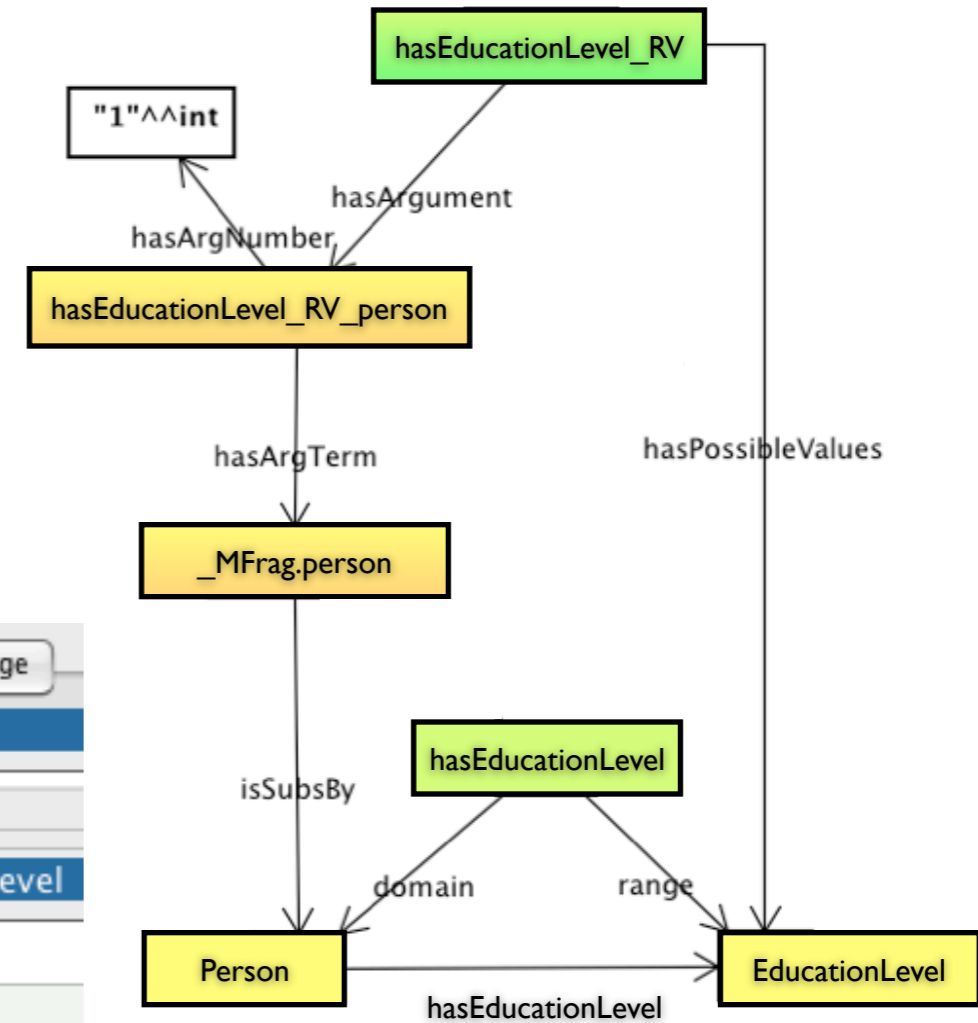 hasEducationLevel_RV
"1"^^int
hasArgument
hasArgNumber
hasEducationLevel_RV_person
hasArgTerm
hasPossibleValues
_MFrag.person
ge
hasEducationLevel
isSubsBy
evel
domain
range
Person
EducationLevel
hasEducationLevel